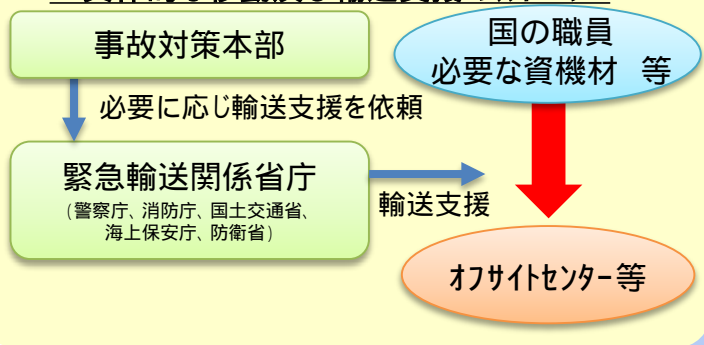 事故対策本部
国の職員
必要な資機材 等
必要に応じ輸送支援を依頼
緊急輸送関係省庁
(警察庁、消防庁、国土交通省、
海上保安庁、防衛省)
輸送支援
オフサイトセンター等